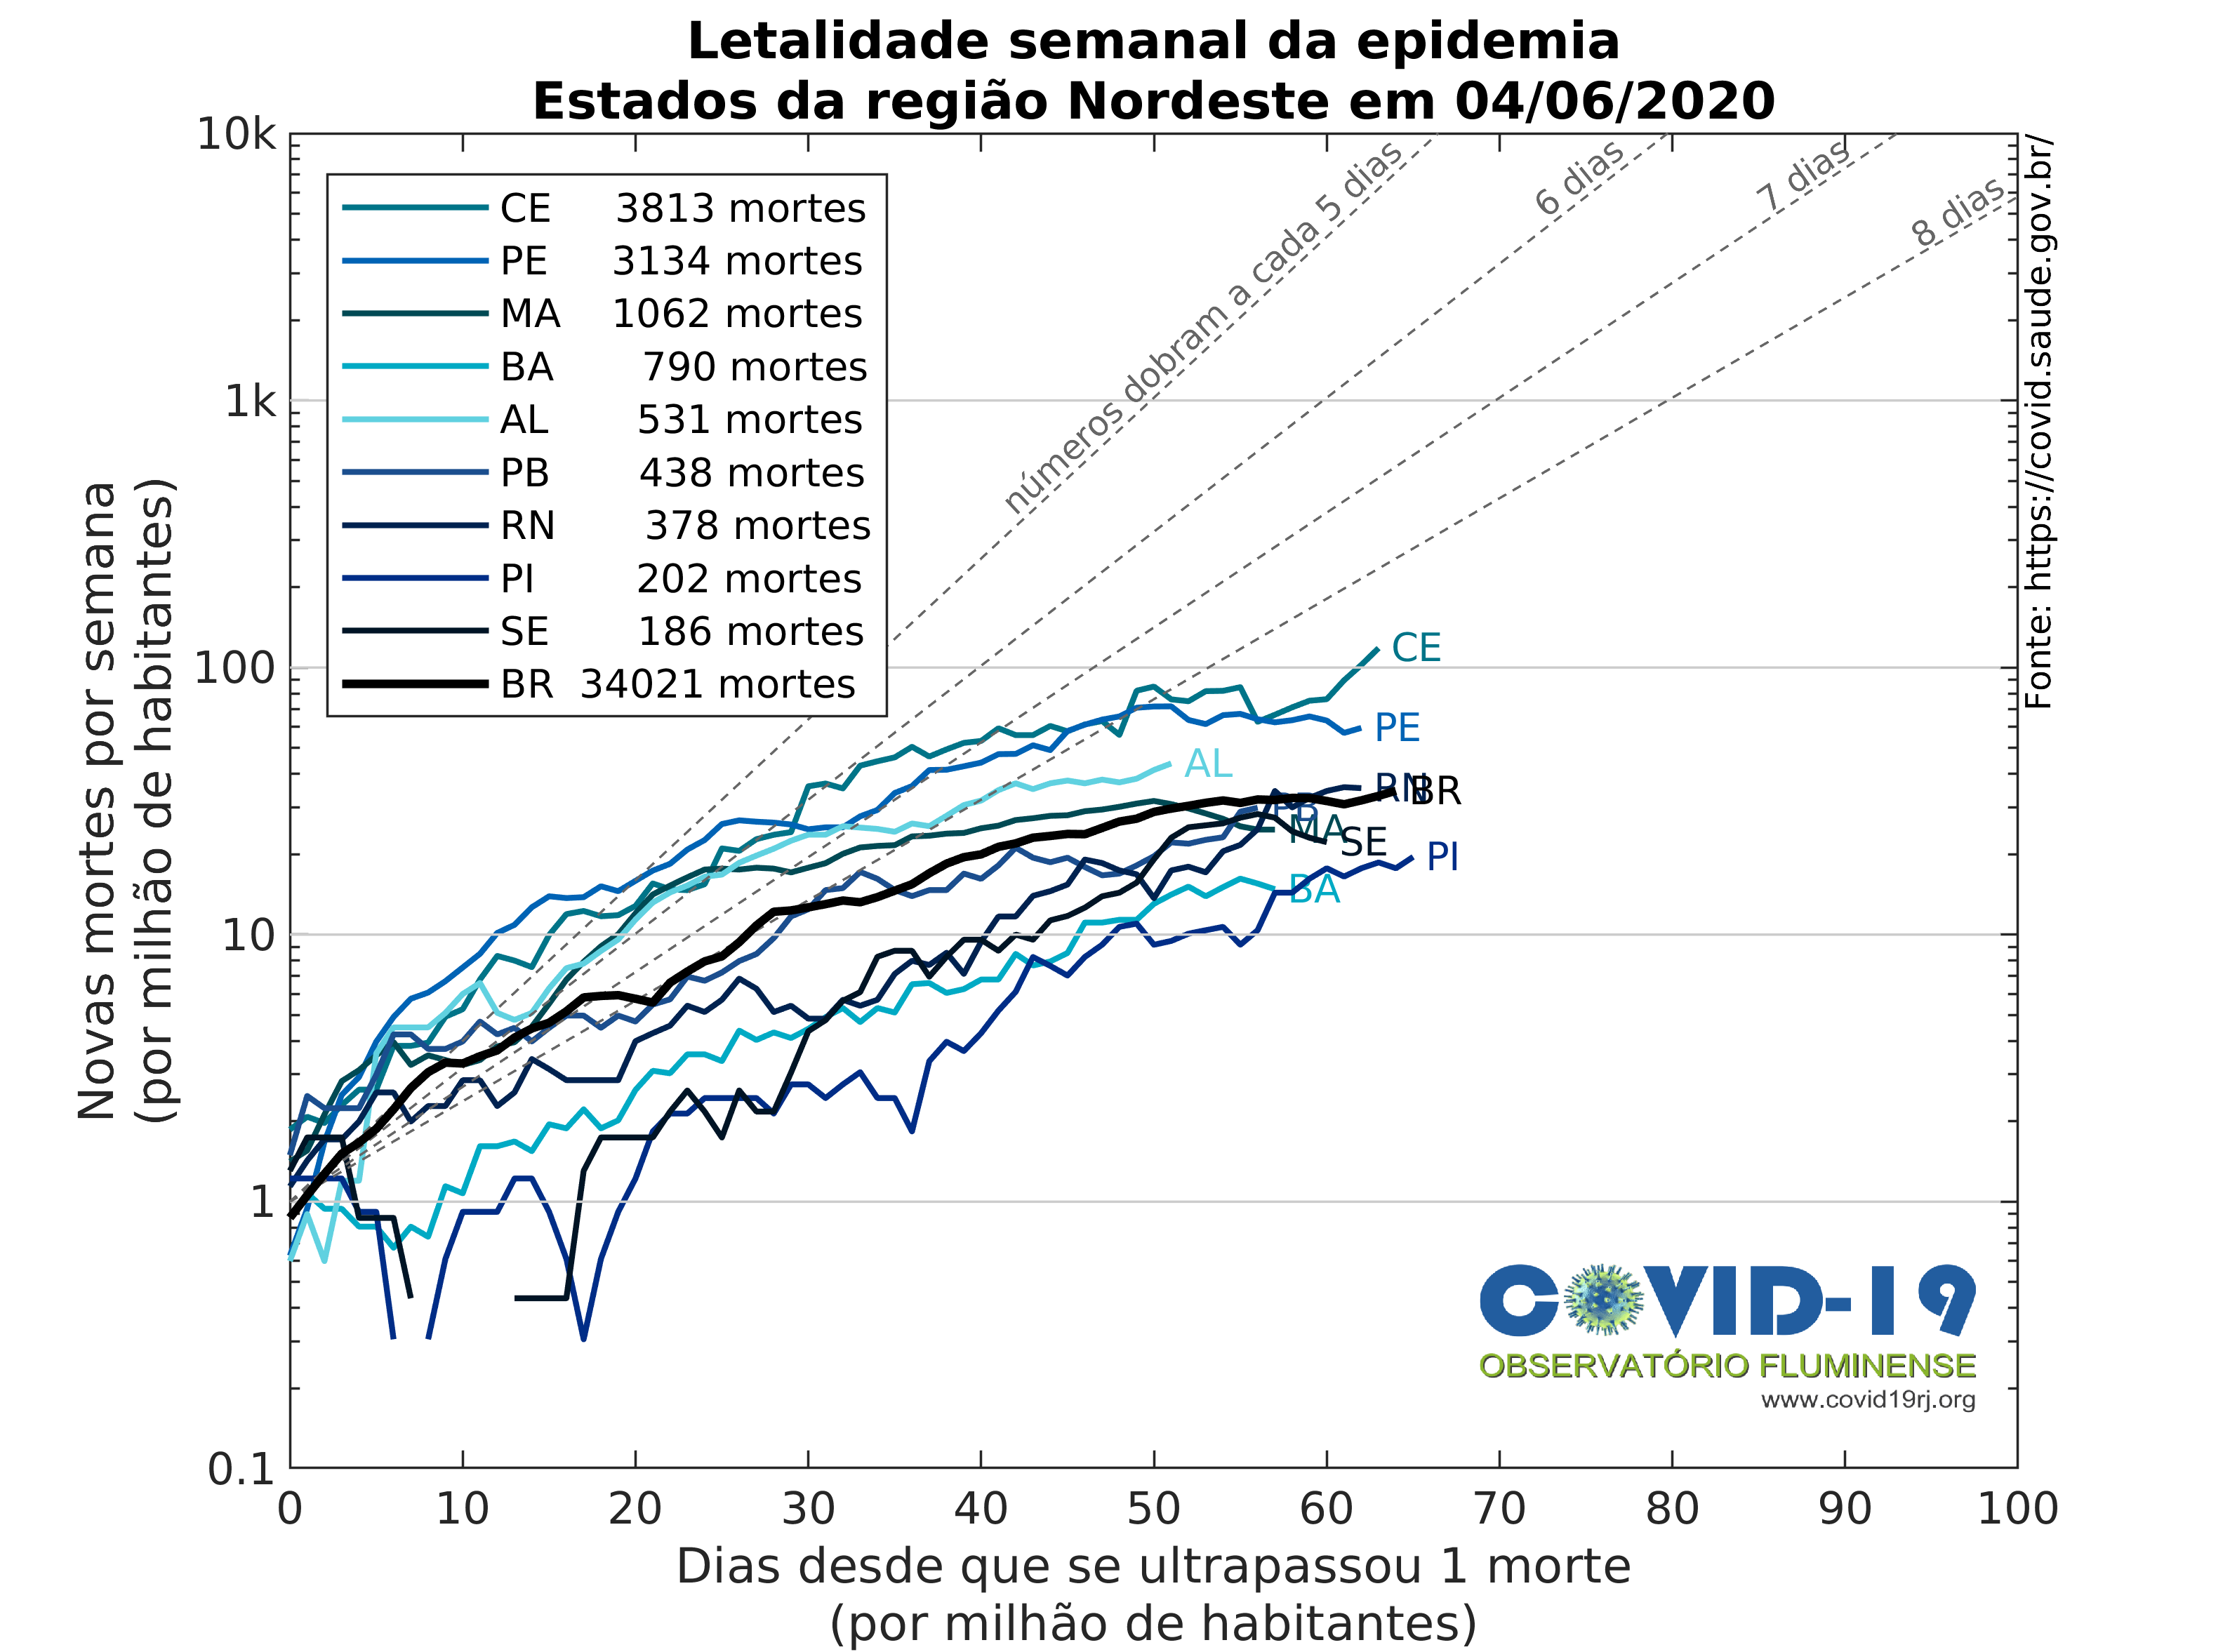 Letalidade semanal da epidemia
Estados da região Nordeste em 04/06/2020
10k
1k
100
10
1
0.1
Novas mortes por semana
(por milhão de habitantes)
CE 3813 mortes
PE 3134 mortes
MA 1062 mortes
BA 790 mortes
AL 531 mortes
PB 438 mortes
RN 378 mortes
PI 202 mortes
SE 186 mortes
BR 34021 mortes
números dobram a cada 5 dias
6 dias
7 dias
8 dias
Fonte: https://covid.saude.gov.br/
CE
PE
AL
RN
BR
PB
MA
SE
PI
BA
COVID-19
OBSERVATÓRIO FLUMINENSE
www.covid19rj.org
0 10 20 30 40 50 60 70 80 90 100
Dias desde que se ultrapassou 1 morte
(por milhão de habitantes)